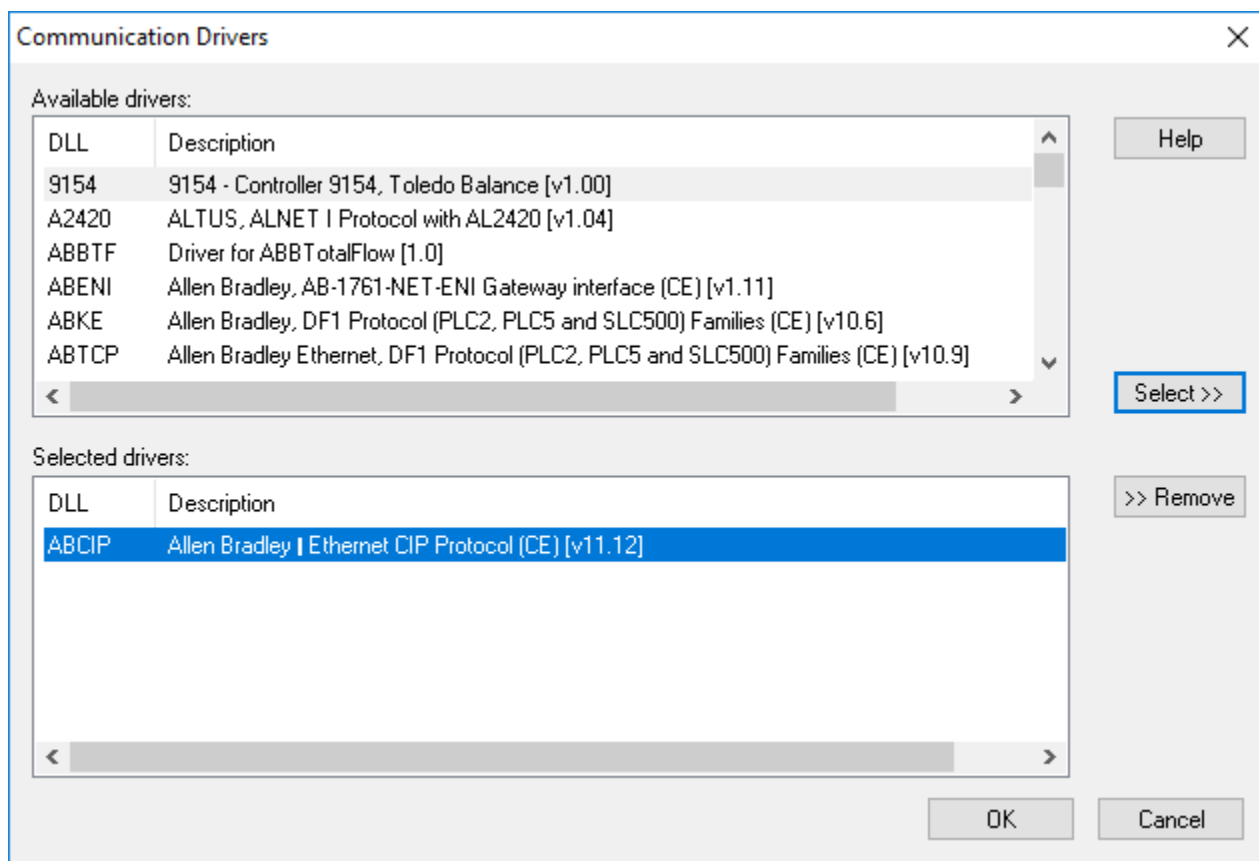 Communication Drivers
Available drivers:
DLL Description
9154 9154 - Controller 9154, Toledo Balance [v1.00]
A2420 ALTUS, ALNET I Protocol with AL2420 [v1.04]
ABBTF Driver for ABBTotalFlow [1.0]
ABENI Allen Bradley, AB-1761-NET-ENI Gateway interface (CE) [v1.11]
ABKE Allen Bradley, DF1 Protocol (PLC2, PLC5 and SLC500) Families (CE) [v10.6]
ABTCP Allen Bradley Ethernet, DF1 Protocol (PLC2, PLC5 and SLC500) Families (CE) [v10.9]
Help
Select >>
Selected drivers:
DLL Description
ABCIP Allen Bradley | Ethernet CIP Protocol (CE) [v11.12]
>> Remove
OK Cancel